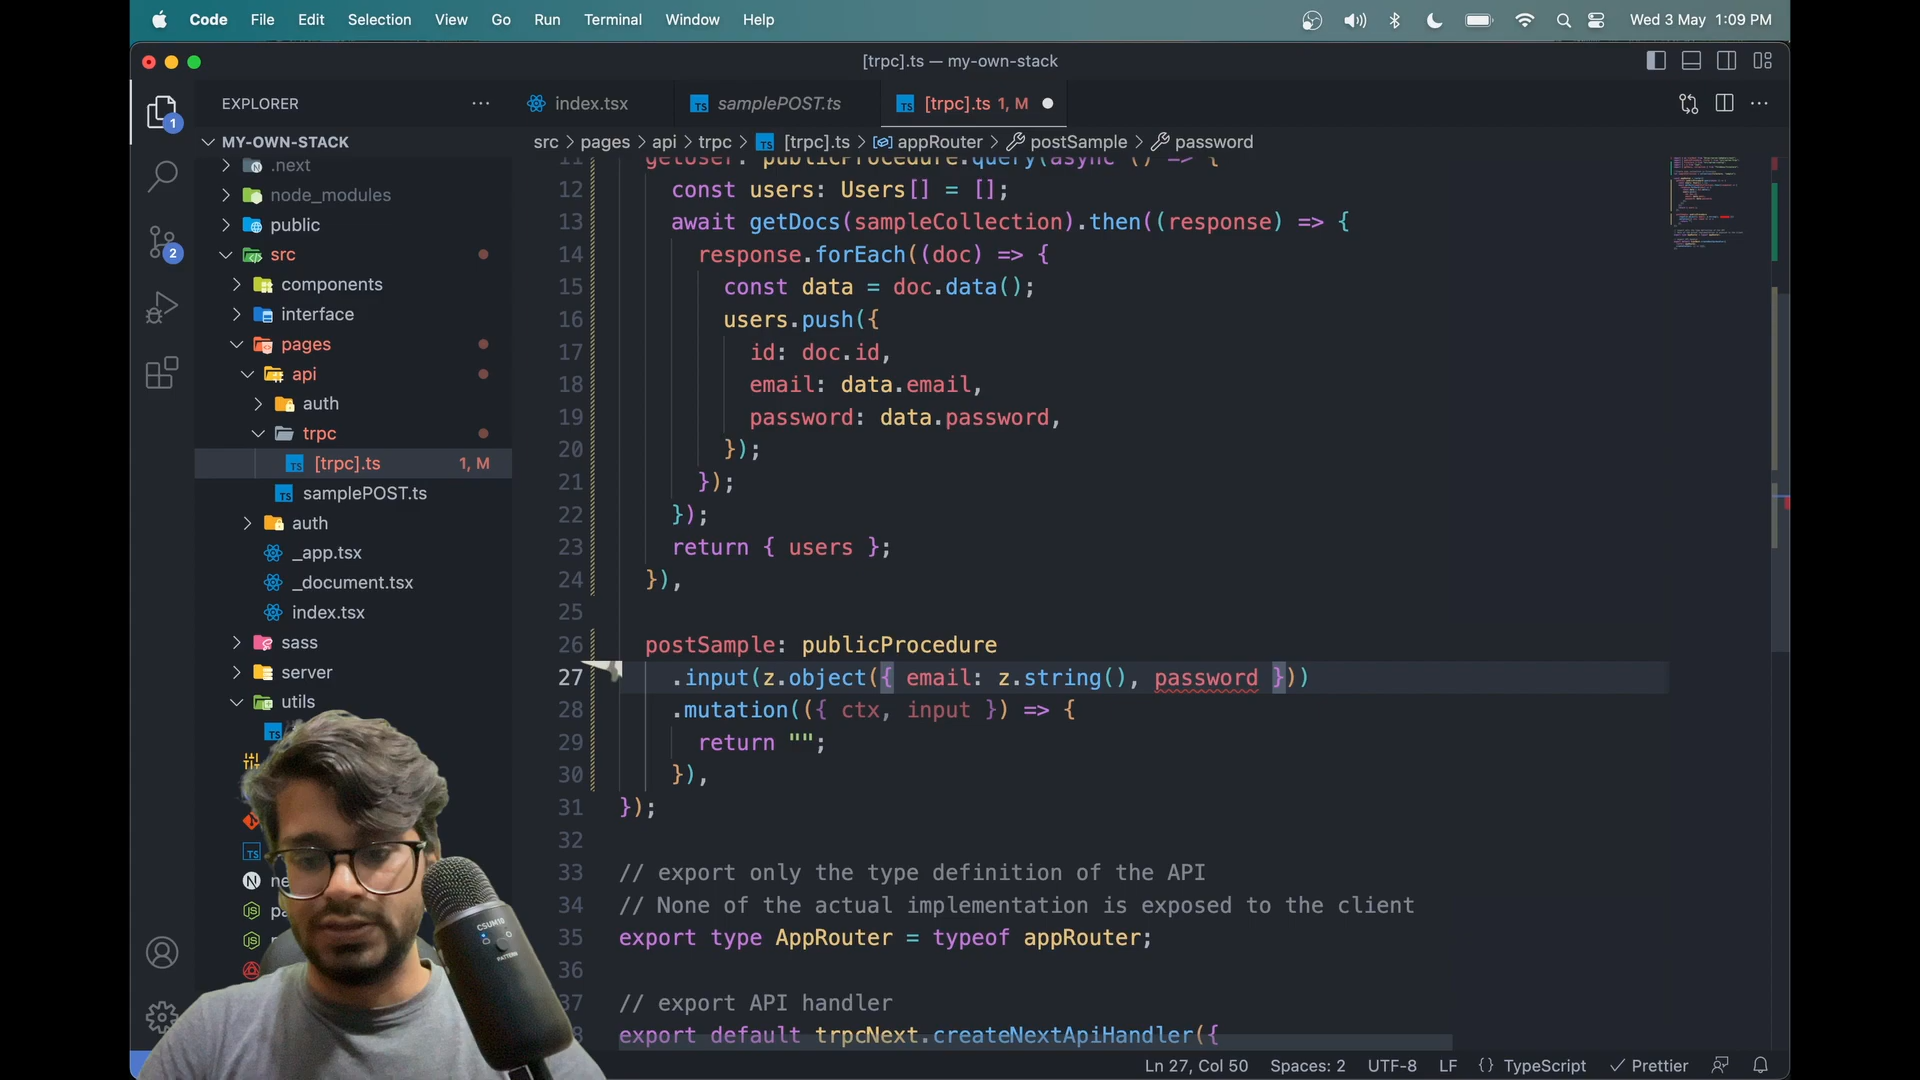 Code File Edit Selection View Go Run Terminal Window Help Wed 3 May 1:09 PM
[trpc].ts — my-own-stack
EXPLORER
index.tsx
samplePOST.ts
[trpc].ts 1, M
MY-OWN-STACK
src > pages > api > trpc > [trpc].ts > appRouter > postSample > password
.next
node_modules
public
src
components
interface
pages
api
auth
trpc
[trpc].ts 1, M
samplePOST.ts
auth
_app.tsx
_document.tsx
index.tsx
sass
server
utils
1
2
11 getUser: publicProcedure.query(async () => {
12 const users: Users[] = [];
13 await getDocs(sampleCollection).then((response) => {
14 response.forEach((doc) => {
15 const data = doc.data();
16 users.push({
17 id: doc.id,
18 email: data.email,
19 password: data.password,
20 });
21 });
22 });
23 return { users };
24 }),
25
26 postSample: publicProcedure
27 .input(z.object({ email: z.string(), password }))
28 .mutation(({ ctx, input }) => {
29 return "";
30 }),
31 });
32
33 // export only the type definition of the API
34 // None of the actual implementation is exposed to the client
35 export type AppRouter = typeof appRouter;
36
37 // export API handler
export default trpcNext.createNextApiHandler({
CSUM10
PATTERN
Ln 27, Col 50 Spaces: 2 UTF-8 LF {} TypeScript Prettier